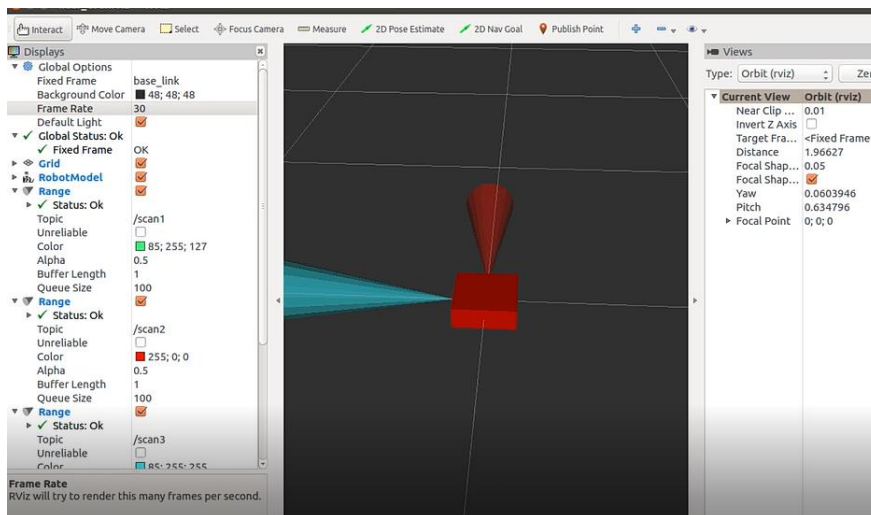 Interact Move Camera Select Focus Camera Measure 2D Pose Estimate 2D Nav Goal Publish Point
Displays
Global Options
Fixed Frame base_link
Background Color 48; 48; 48
Frame Rate 30
Default Light
Global Status: Ok
Fixed Frame OK
Grid
RobotModel
Range
Status: Ok
Topic /scan1
Unreliable
Color 85; 255; 127
Alpha 0.5
Buffer Length 1
Queue Size 100
Range
Status: Ok
Topic /scan2
Unreliable
Color 255; 0; 0
Alpha 0.5
Buffer Length 1
Queue Size 100
Range
Status: Ok
Topic /scan3
Unreliable
Color 85; 255; 255
Frame Rate
RViz will try to render this many frames per second.
Views
Type: Orbit (rviz) Zer
Current View Orbit (rviz)
Near Clip ... 0.01
Invert Z Axis
Target Fra... <Fixed Frame
Distance 1.96627
Focal Shap... 0.05
Focal Shap...
Yaw 0.0603946
Pitch 0.634796
Focal Point 0; 0; 0